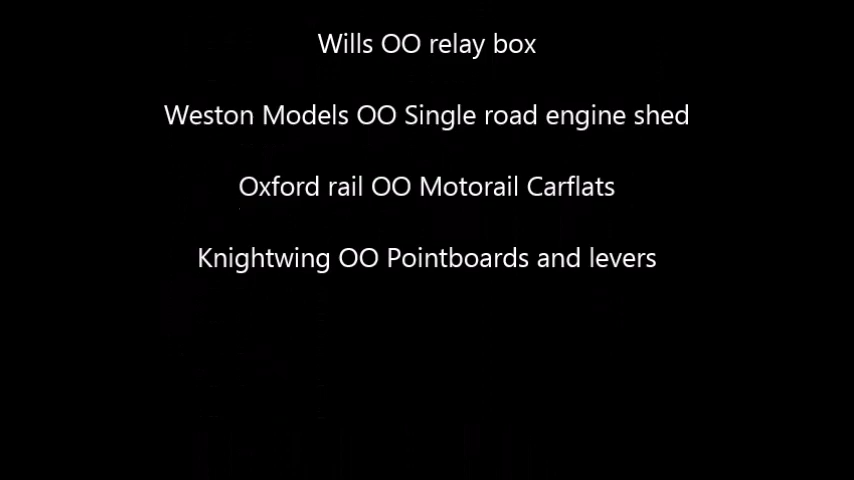 Wills OO relay box
Weston Models OO Single road engine shed
Oxford rail OO Motorail Carflats
Knightwing OO Pointboards and levers